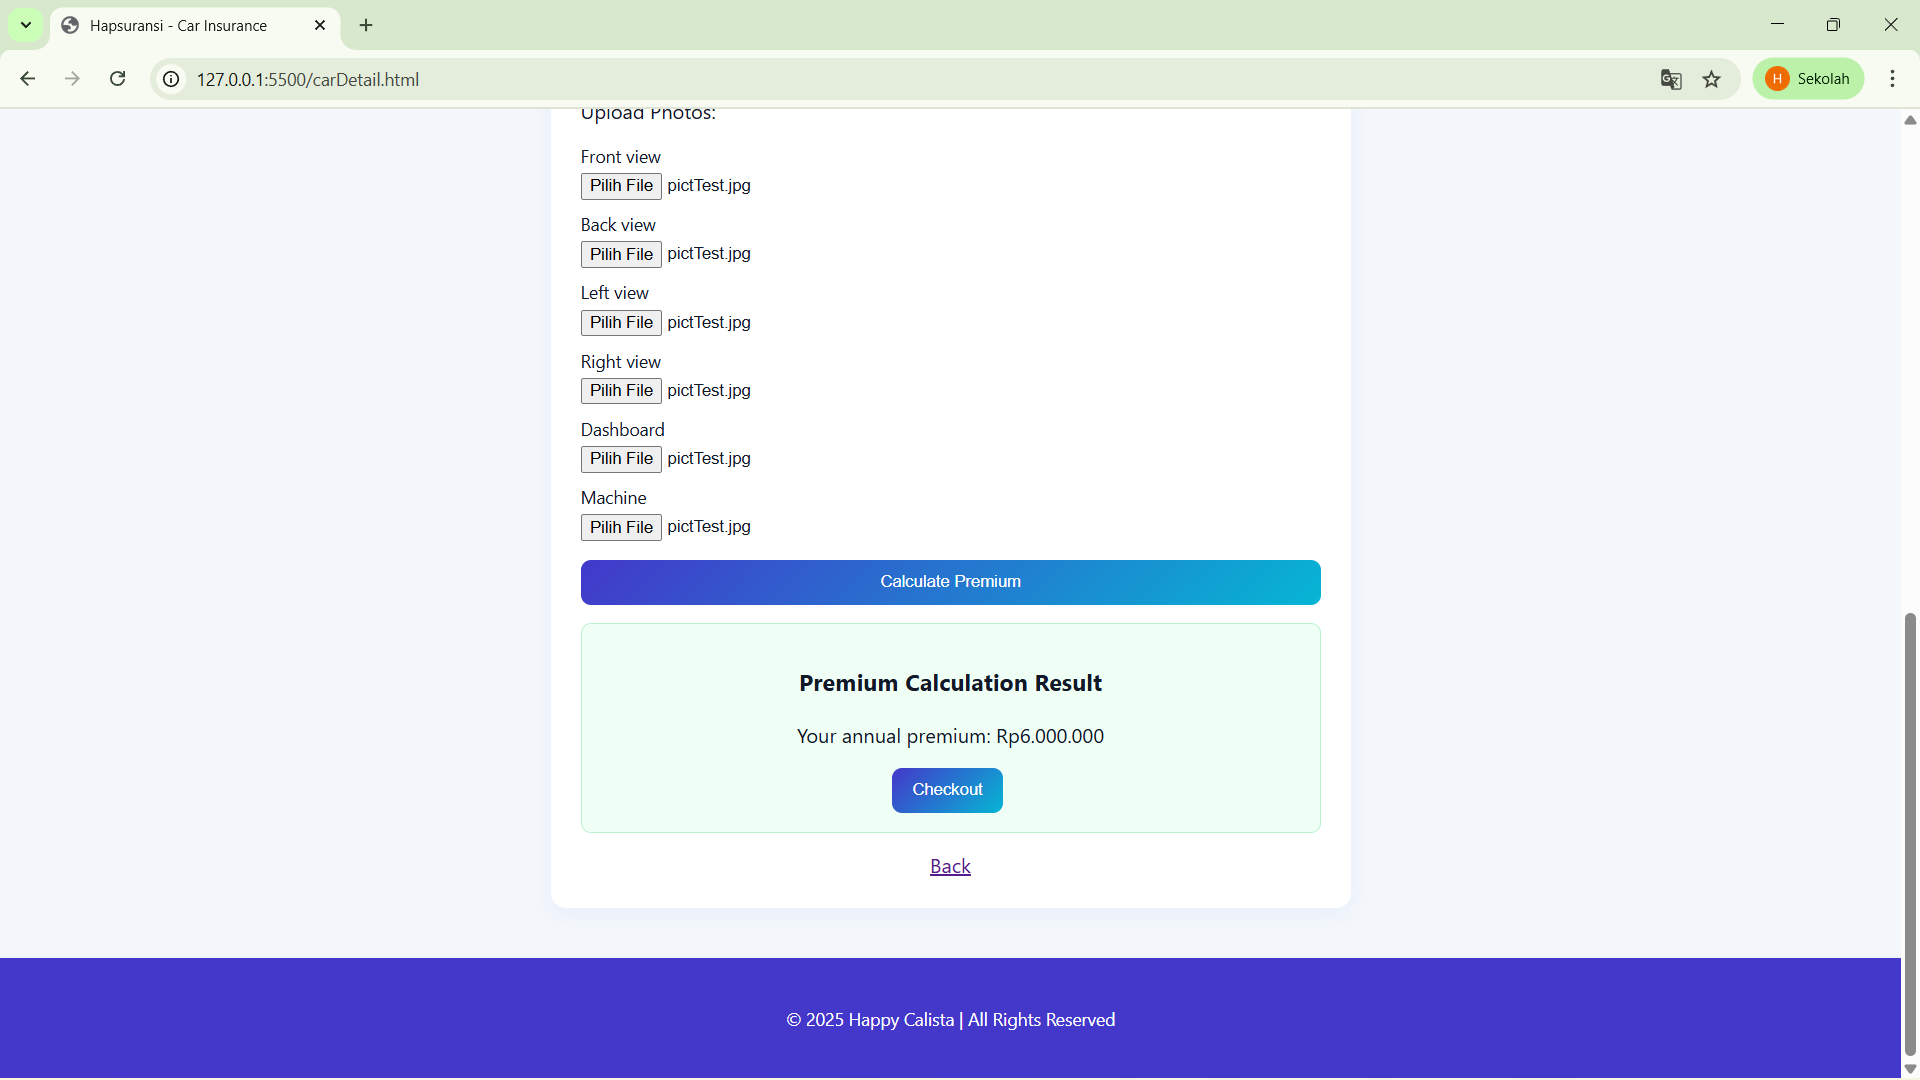 Hapsuransi - Car Insurance
127.0.0.1:5500/carDetail.html
H Sekolah
Upload Photos:
Front view
Pilih File pictTest.jpg
Back view
Pilih File pictTest.jpg
Left view
Pilih File pictTest.jpg
Right view
Pilih File pictTest.jpg
Dashboard
Pilih File pictTest.jpg
Machine
Pilih File pictTest.jpg
Calculate Premium
Premium Calculation Result
Your annual premium: Rp6.000.000
Checkout
Back
© 2025 Happy Calista | All Rights Reserved